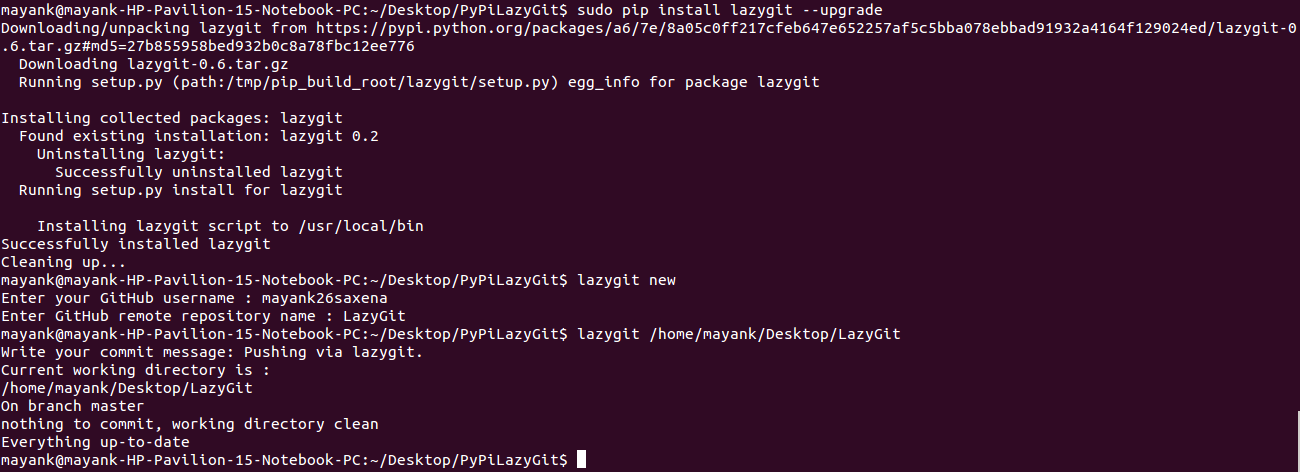 mayank@mayank-HP-Pavilion-15-Notebook-PC:~/Desktop/PyPiLazyGit$ sudo pip install lazygit --upgrade
Downloading/unpacking lazygit from https://pypi.python.org/packages/a6/7e/8a05c0ff217cfeb647e652257af5c5bba078ebbad91932a4164f129024ed/lazygit-0
.6.tar.gz#md5=27b855958bed932b0c8a78fbc12ee776
  Downloading lazygit-0.6.tar.gz
  Running setup.py (path:/tmp/pip_build_root/lazygit/setup.py) egg_info for package lazygit

Installing collected packages: lazygit
  Found existing installation: lazygit 0.2
    Uninstalling lazygit:
      Successfully uninstalled lazygit
  Running setup.py install for lazygit

    Installing lazygit script to /usr/local/bin
Successfully installed lazygit
Cleaning up...
mayank@mayank-HP-Pavilion-15-Notebook-PC:~/Desktop/PyPiLazyGit$ lazygit new
Enter your GitHub username : mayank26saxena
Enter GitHub remote repository name : LazyGit
mayank@mayank-HP-Pavilion-15-Notebook-PC:~/Desktop/PyPiLazyGit$ lazygit /home/mayank/Desktop/LazyGit
Write your commit message: Pushing via lazygit.
Current working directory is :
/home/mayank/Desktop/LazyGit
On branch master
nothing to commit, working directory clean
Everything up-to-date
mayank@mayank-HP-Pavilion-15-Notebook-PC:~/Desktop/PyPiLazyGit$